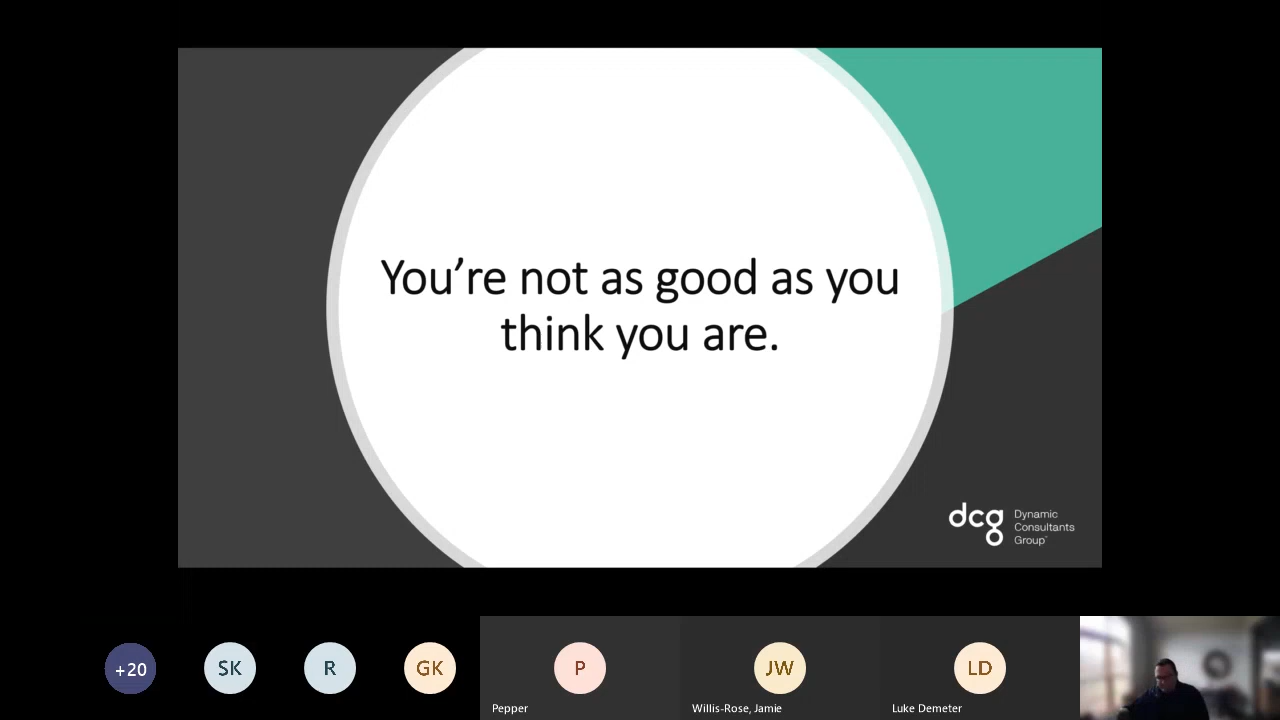 You're not as good as you
think you are.
dcg
Dynamic
Consultants
Group
+20
SK
R
GK
P
JW
LD
Pepper
Willis-Rose, Jamie
Luke Demeter